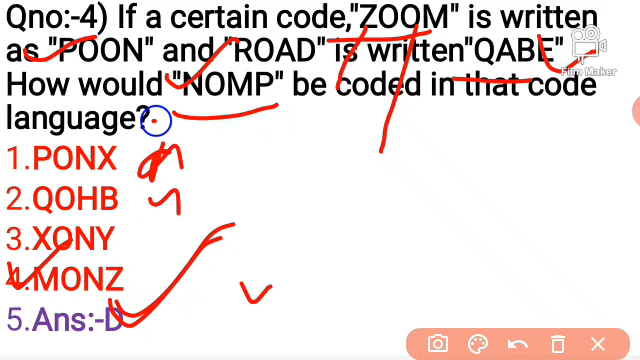 Qno:-4) If a certain code,"ZOOM" is written
as "POON" and "ROAD" is written"QABE"
How would "NOMP" be coded in that code
language?
1.PONX
2.QOHB
3.XONY
4.MONZ
5.Ans:-D
Film Maker